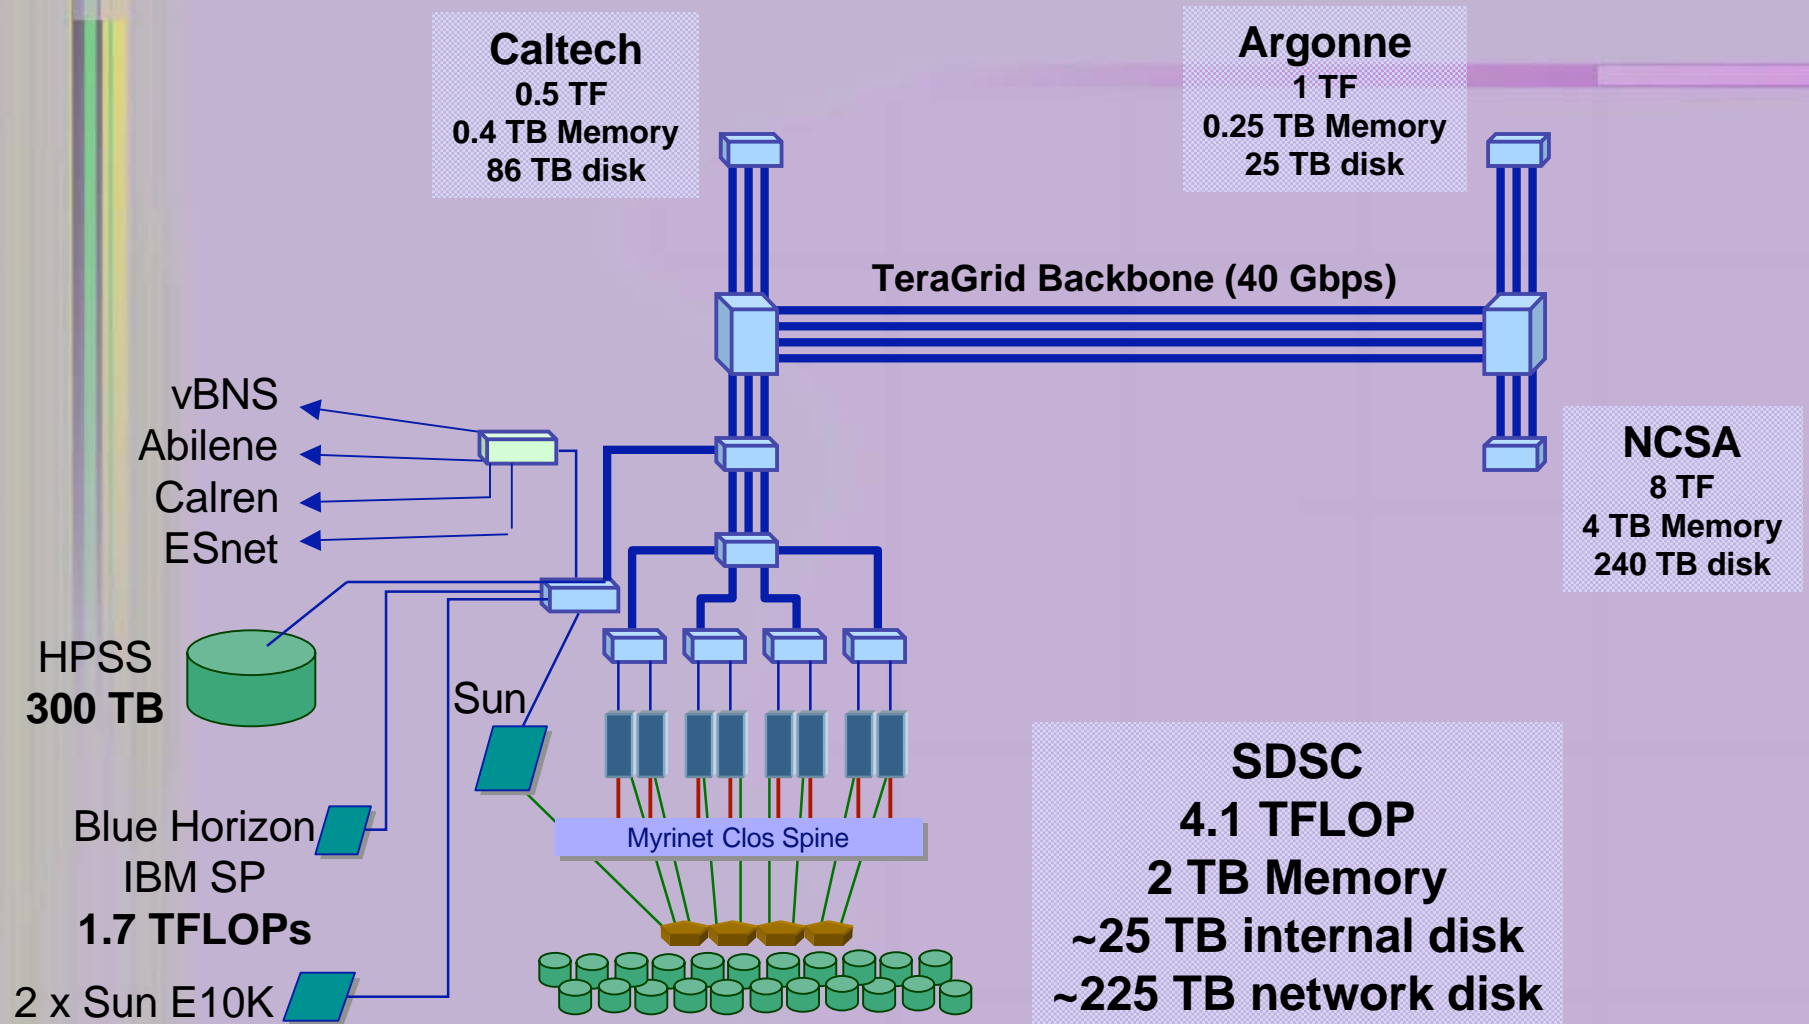 Caltech
0.5 TF
0.4 TB Memory
86 TB disk
Argonne
1 TF
0.25 TB Memory
25 TB disk
TeraGrid Backbone (40 Gbps)
vBNS
Abilene
Calren
ESnet
NCSA
8 TF
4 TB Memory
240 TB disk
HPSS
300 TB
Sun
Blue Horizon
IBM SP
1.7 TFLOPs
2 x Sun E10K
Myrinet Clos Spine
SDSC
4.1 TFLOP
2 TB Memory
~25 TB internal disk
~225 TB network disk